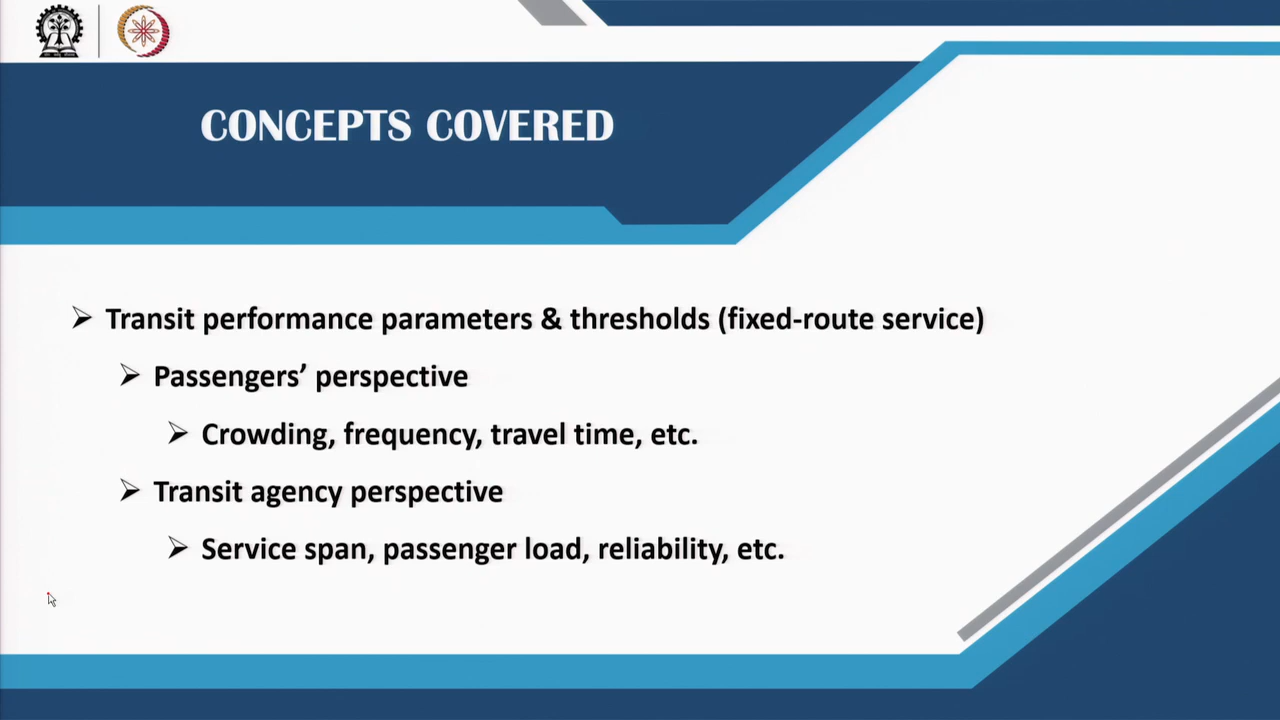 CONCEPTS COVERED
Transit performance parameters & thresholds (fixed-route service)
Passengers’ perspective
Crowding, frequency, travel time, etc.
Transit agency perspective
Service span, passenger load, reliability, etc.